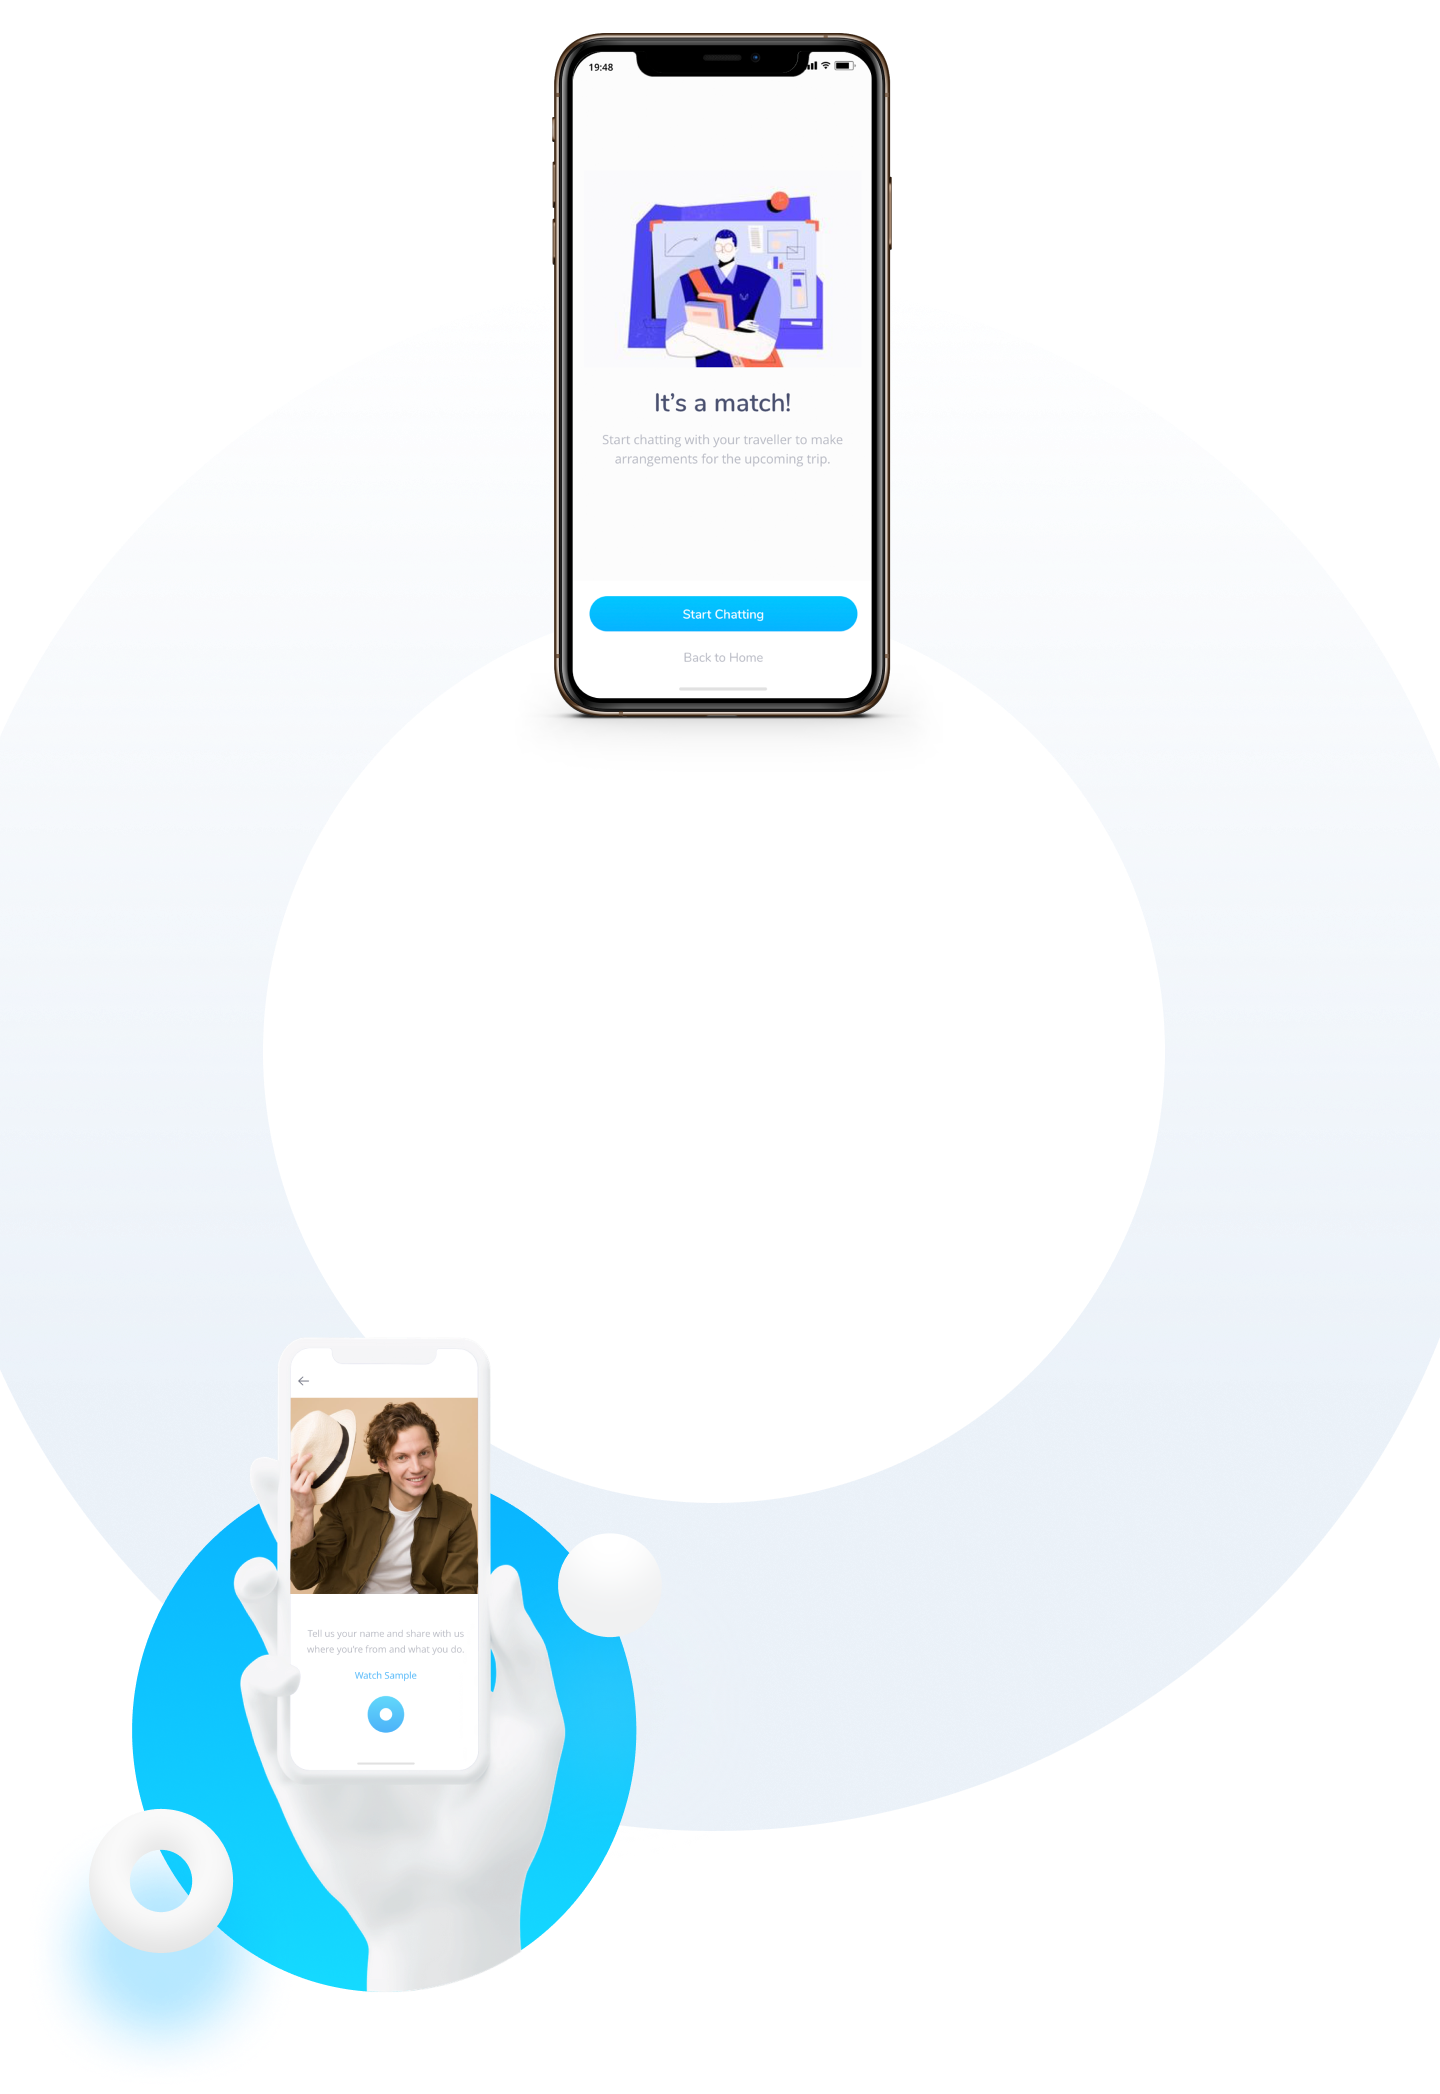 19:48
It’s a match!
Start chatting with your traveller to make
arrangements for the upcoming trip.
Start Chatting
Back to Home
Tell us your name and share with us
where you're from and what you do.
Watch Sample